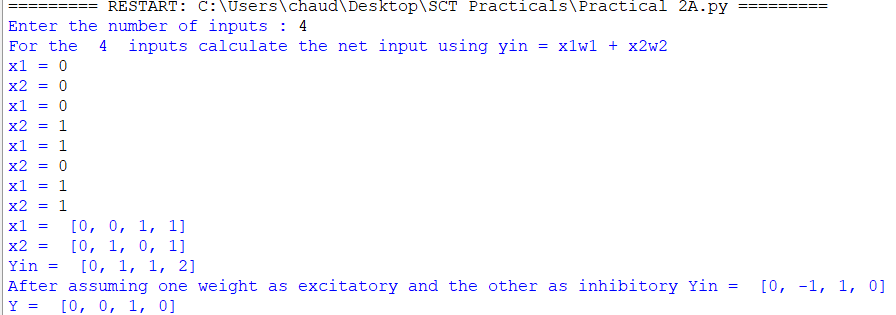 ========= RESTART: C:\Users\chaud\Desktop\SCT Practicals\Practical 2A.py =========
Enter the number of inputs : 4
For the  4  inputs calculate the net input using yin = x1w1 + x2w2
x1 = 0
x2 = 0
x1 = 0
x2 = 1
x1 = 1
x2 = 0
x1 = 1
x2 = 1
x1 =  [0, 0, 1, 1]
x2 =  [0, 1, 0, 1]
Yin =  [0, 1, 1, 2]
After assuming one weight as excitatory and the other as inhibitory Yin =  [0, -1, 1, 0]
Y =  [0, 0, 1, 0]